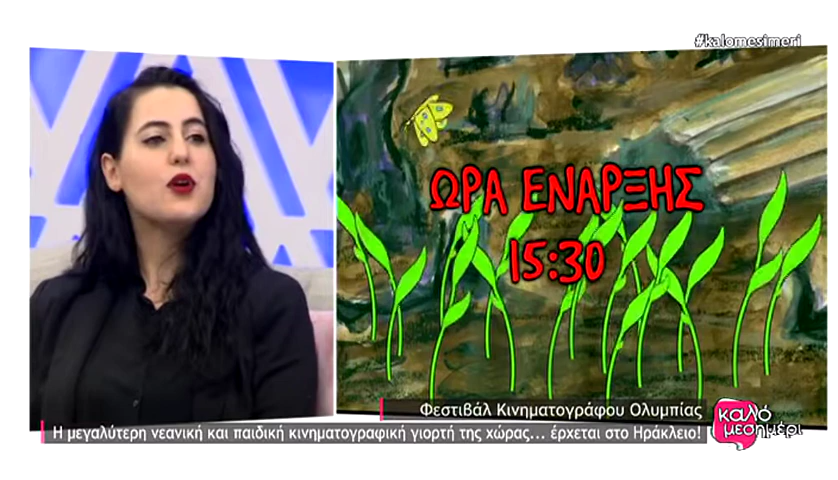 #kalomesimeri
ΩΡΑ ΕΝΑΡΞΗΣ
15:30
Φεστιβάλ Κινηματογράφου Ολυμπίας
Η μεγαλύτερη νεανική και παιδική κινηματογραφική γιορτή της χώρας... έρχεται στο Ηράκλειο!
καλό
μεσημέρι